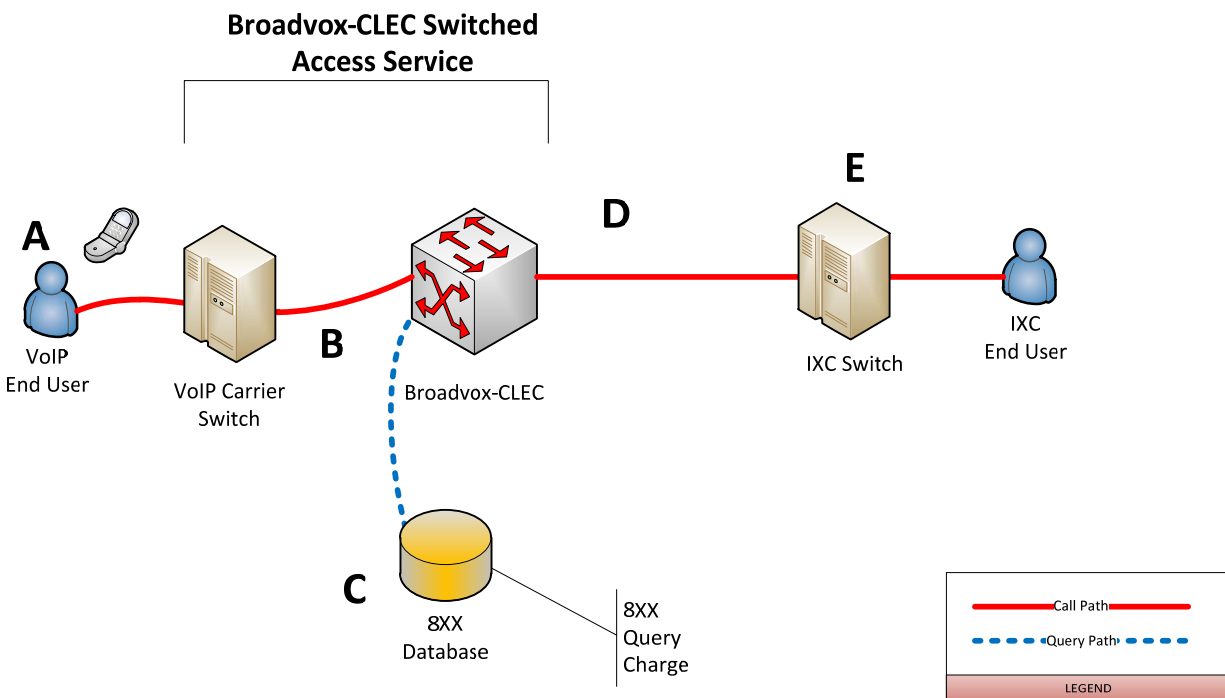 Broadvox-CLEC Switched
Access Service
A
B
C
D
E
VoIP
End User
VoIP Carrier
Switch
Broadvox-CLEC
IXC Switch
IXC
End User
8XX
Database
8XX
Query
Charge
Call Path
Query Path
LEGEND